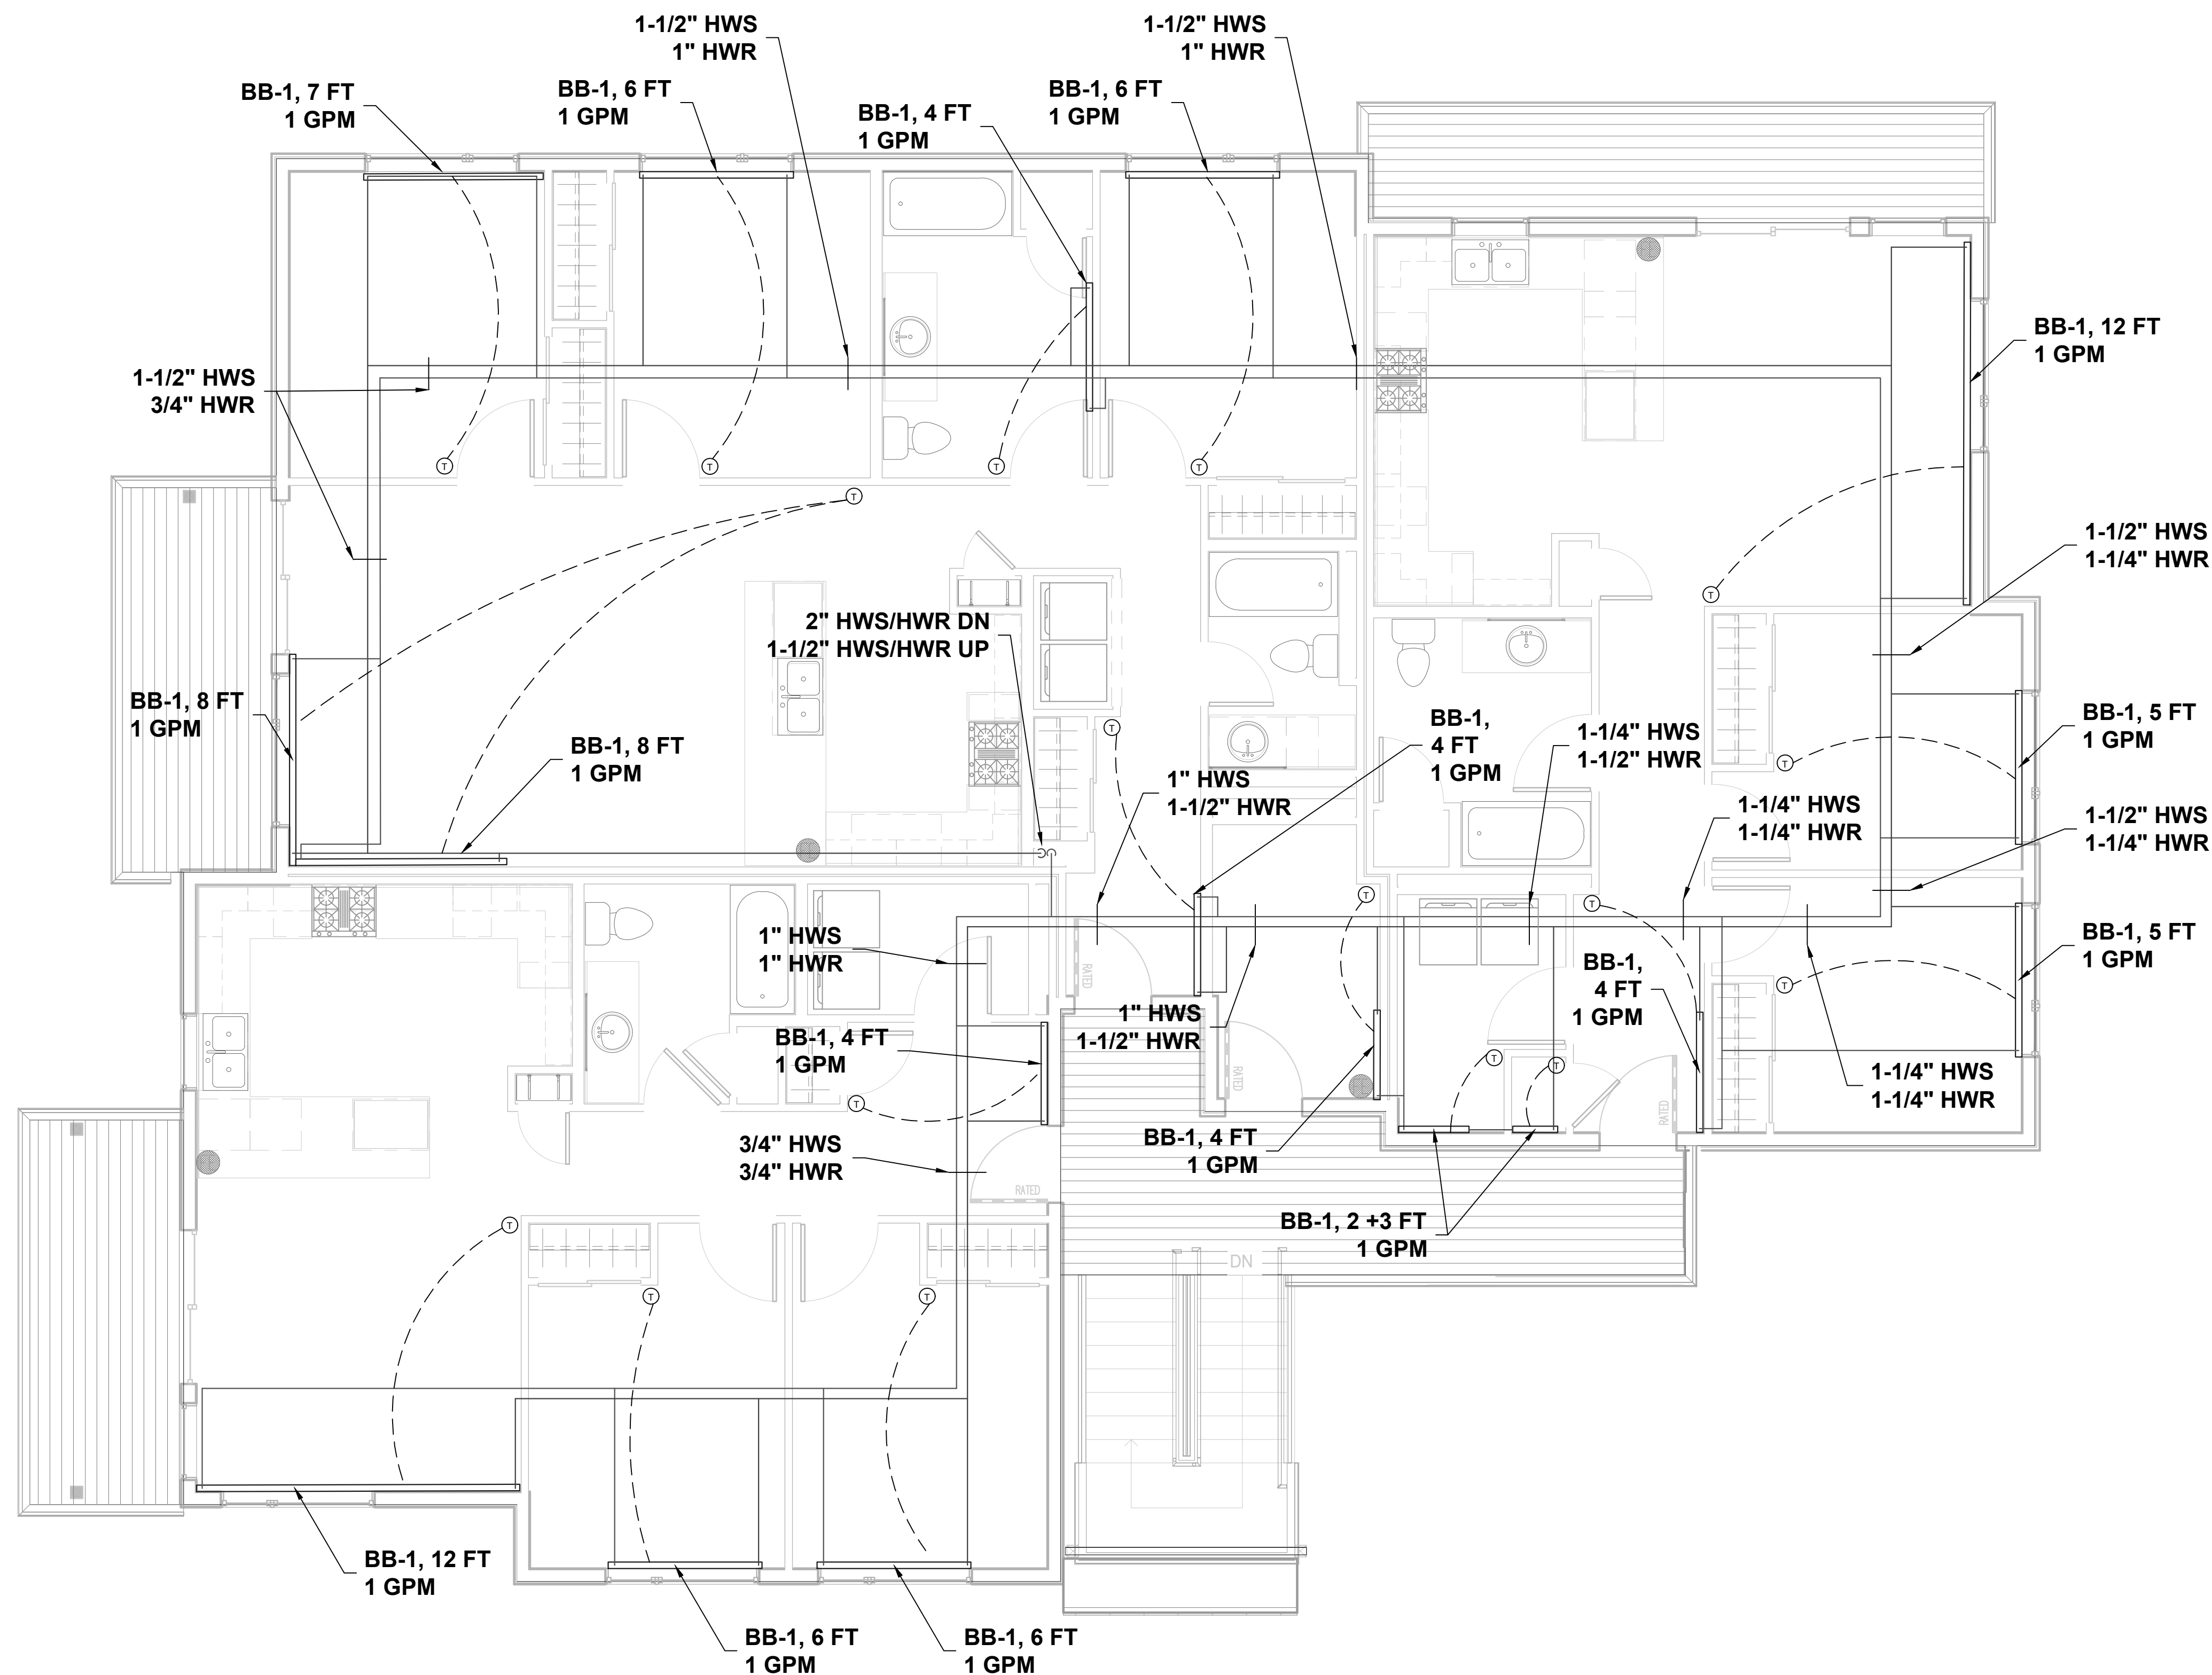 1-1/2" HWS
1" HWR
1-1/2" HWS
1" HWR
BB-1, 7 FT
1 GPM
BB-1, 6 FT
1 GPM
BB-1, 4 FT
1 GPM
BB-1, 6 FT
1 GPM
BB-1, 12 FT
1 GPM
1-1/2" HWS
3/4" HWR
T
T
T
T
T
1-1/2" HWS
1-1/4" HWR
T
2" HWS/HWR DN
1-1/2" HWS/HWR UP
BB-1, 8 FT
1 GPM
BB-1, 8 FT
1 GPM
T
BB-1,
4 FT
1 GPM
1-1/4" HWS
1-1/2" HWR
BB-1, 5 FT
1 GPM
T
1" HWS
1-1/2" HWR
1-1/4" HWS
1-1/4" HWR
1-1/2" HWS
1-1/4" HWR
T
T
1" HWS
1" HWR
RATED
BB-1,
4 FT
1 GPM
T
BB-1, 5 FT
1 GPM
1" HWS
1-1/2" HWR
BB-1, 4 FT
1 GPM
T
RATED
T
T
RATED
1-1/4" HWS
1-1/4" HWR
3/4" HWS
3/4" HWR
BB-1, 4 FT
1 GPM
RATED
BB-1, 2 +3 FT
1 GPM
T
DN
T
T
BB-1, 12 FT
1 GPM
BB-1, 6 FT
1 GPM
BB-1, 6 FT
1 GPM